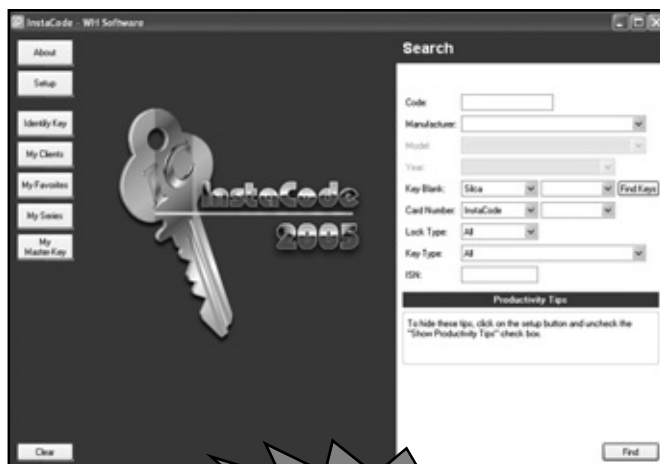 InstaCode - WH Software
About
Setup
Identify Key
My Clients
My Favorites
My Series
My
Master-Key
Clear
InstaCode
2005
Search
Code:
Manufacturer:
Model:
Year:
Key Blank: Silca Find Keys
Card Number: InstaCode
Lock Type: All
Key Type: All
ISN:
Productivity Tips
To hide these tips, click on the setup button and uncheck the
"Show Productivity Tips" check box.
Find